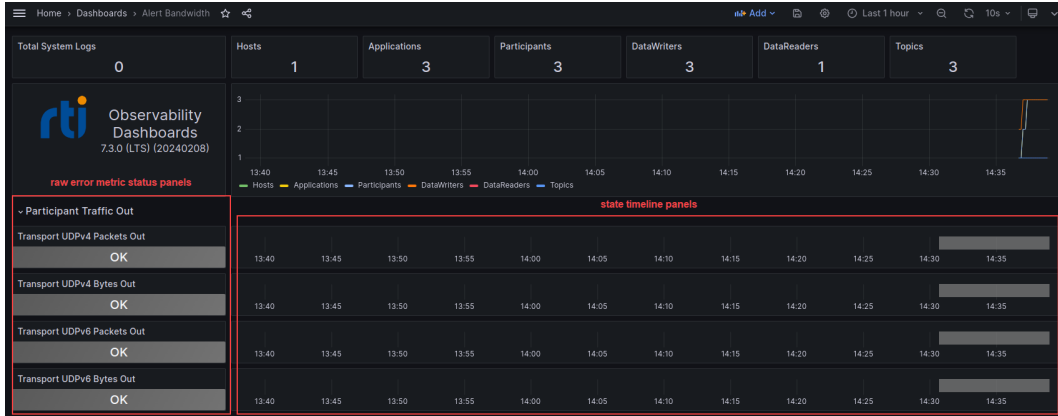 Home › Dashboards › Alert Bandwidth
Add
Last 1 hour
10s
Total System Logs
0
Hosts
1
Applications
3
Participants
3
DataWriters
3
DataReaders
1
Topics
3
rti
Observability
Dashboards
7.3.0 (LTS) (20240208)
raw error metric status panels
3
2
1
13:40 13:45 13:50 13:55 14:00 14:05 14:10 14:15 14:20 14:25 14:30 14:35
Hosts Applications Participants DataWriters DataReaders Topics
state timeline panels
Participant Traffic Out
Transport UDPv4 Packets Out
OK
13:40 13:45 13:50 13:55 14:00 14:05 14:10 14:15 14:20 14:25 14:30 14:35
Transport UDPv4 Bytes Out
OK
13:40 13:45 13:50 13:55 14:00 14:05 14:10 14:15 14:20 14:25 14:30 14:35
Transport UDPv6 Packets Out
OK
13:40 13:45 13:50 13:55 14:00 14:05 14:10 14:15 14:20 14:25 14:30 14:35
Transport UDPv6 Bytes Out
OK
13:40 13:45 13:50 13:55 14:00 14:05 14:10 14:15 14:20 14:25 14:30 14:35